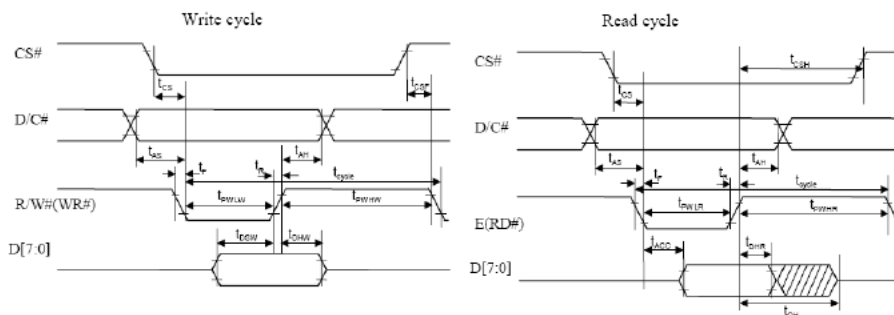 Write cycle
CS#
tCS
tCSF
D/C#
tAS
tF
tR
tAH
tcycle
R/W#(WR#)
tPWLW
tPWHW
D[7:0]
tDSW
tDHW
Read cycle
CS#
tCSH
tCS
D/C#
tAS
tF
tR
tAH
tcycle
E(RD#)
tPWLR
tPWHR
tACC
tDHR
D[7:0]
tOH